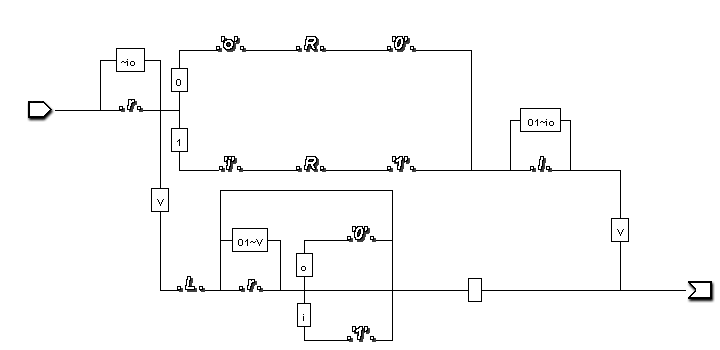 'o' R '0'
~io
0
r
01~io
1
'i' R '1' l
V
V
'0'
01~V
o
L r
i
'1'